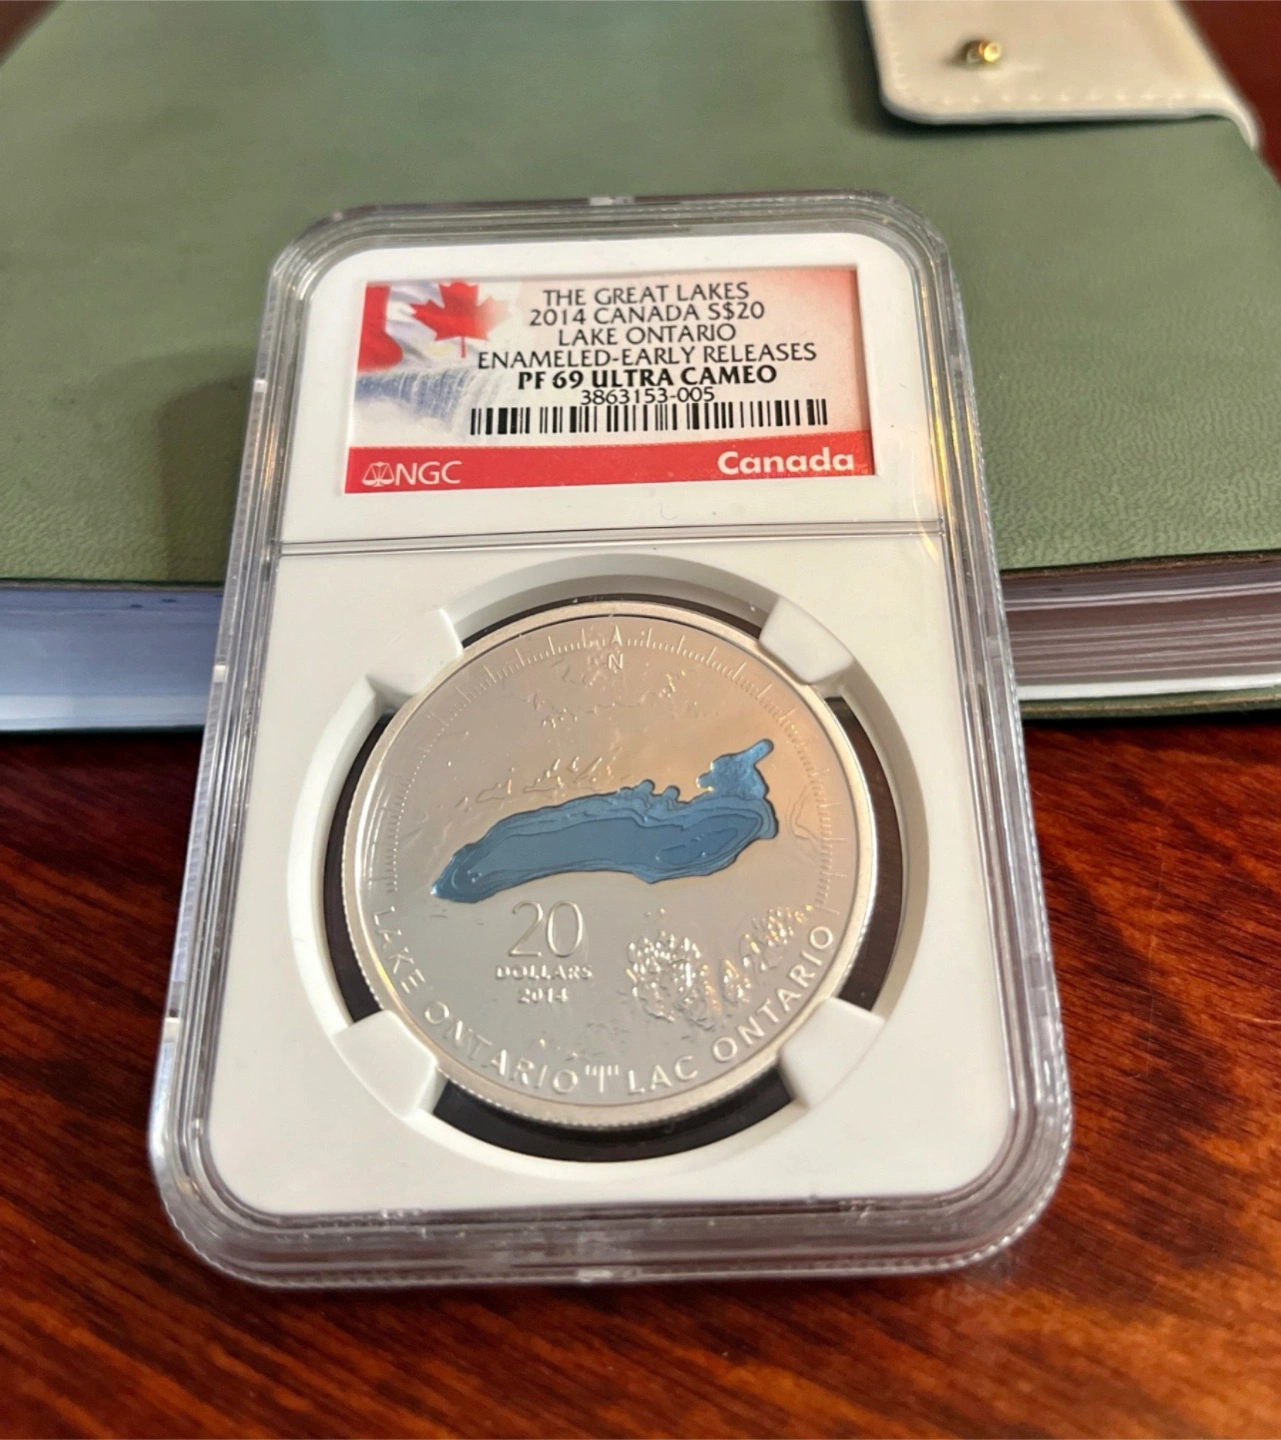 THE GREAT LAKES
2014 CANADA S$20
LAKE ONTARIO
ENAMELED-EARLY RELEASES
PF 69 ULTRA CAMEO
3863153-005
NGC
Canada
N
20
DOLLARS
2014
LAKE ONTARIO LAC ONTARIO